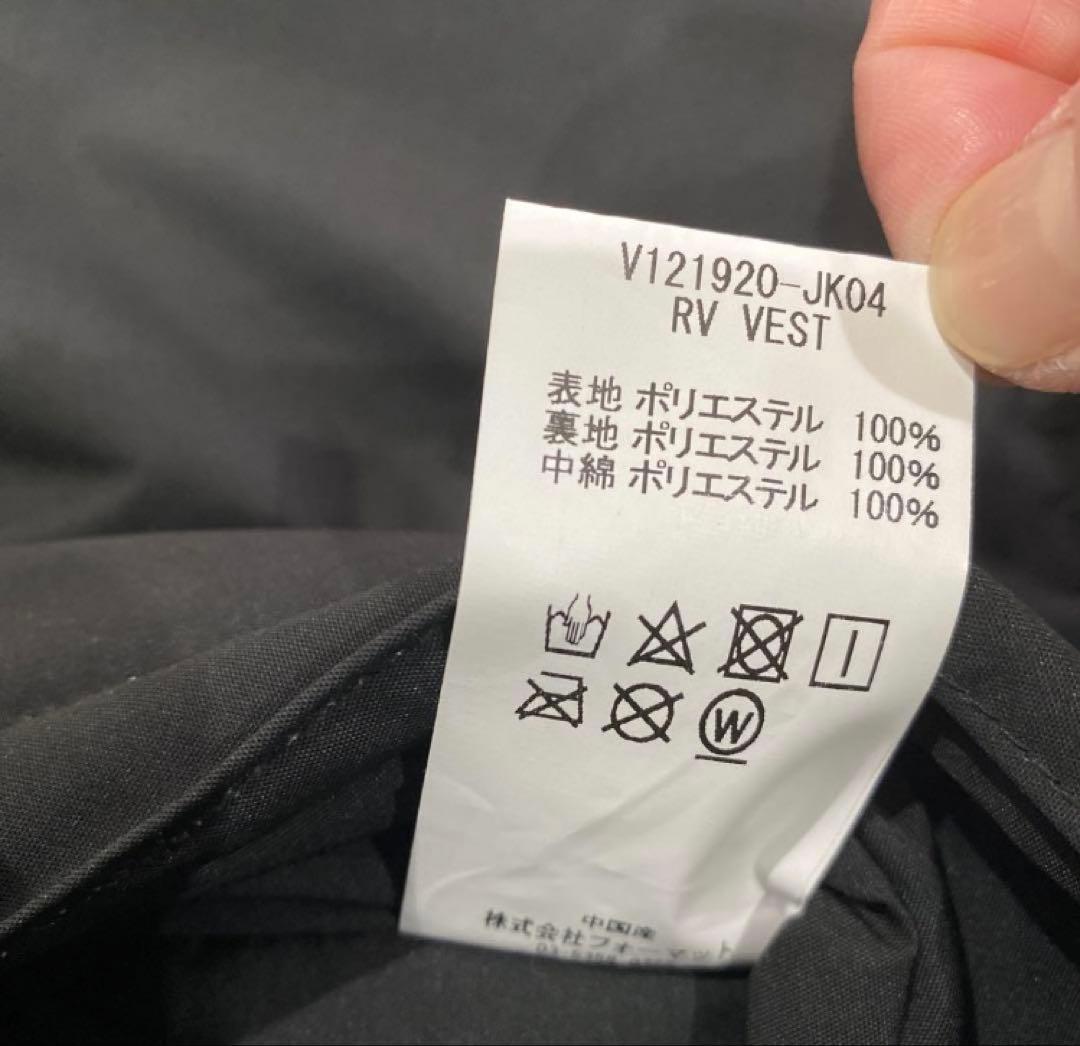 V121920-JK04
RV VEST
表地 ポリエステル 100%
裏地 ポリエステル 100%
中綿 ポリエステル 100%
W
中国産
株式会社フォーマット